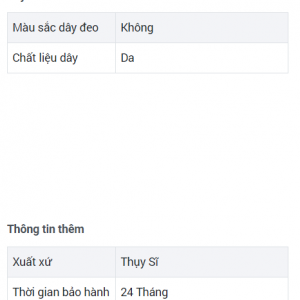 Màu sắc dây đeo Không
Chất liệu dây Da
Thông tin thêm
Xuất xứ Thụy Sĩ
Thời gian bảo hành 24 Tháng